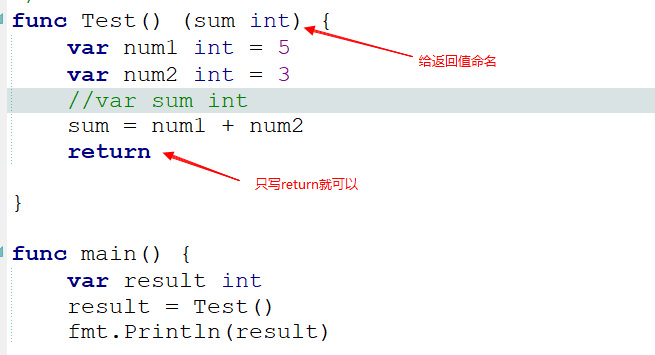 func Test() (sum int) {
给返回值命名
var num1 int = 5
var num2 int = 3
//var sum int
sum = num1 + num2
return
只写return就可以
}
func main() {
var result int
result = Test()
fmt.Println(result)